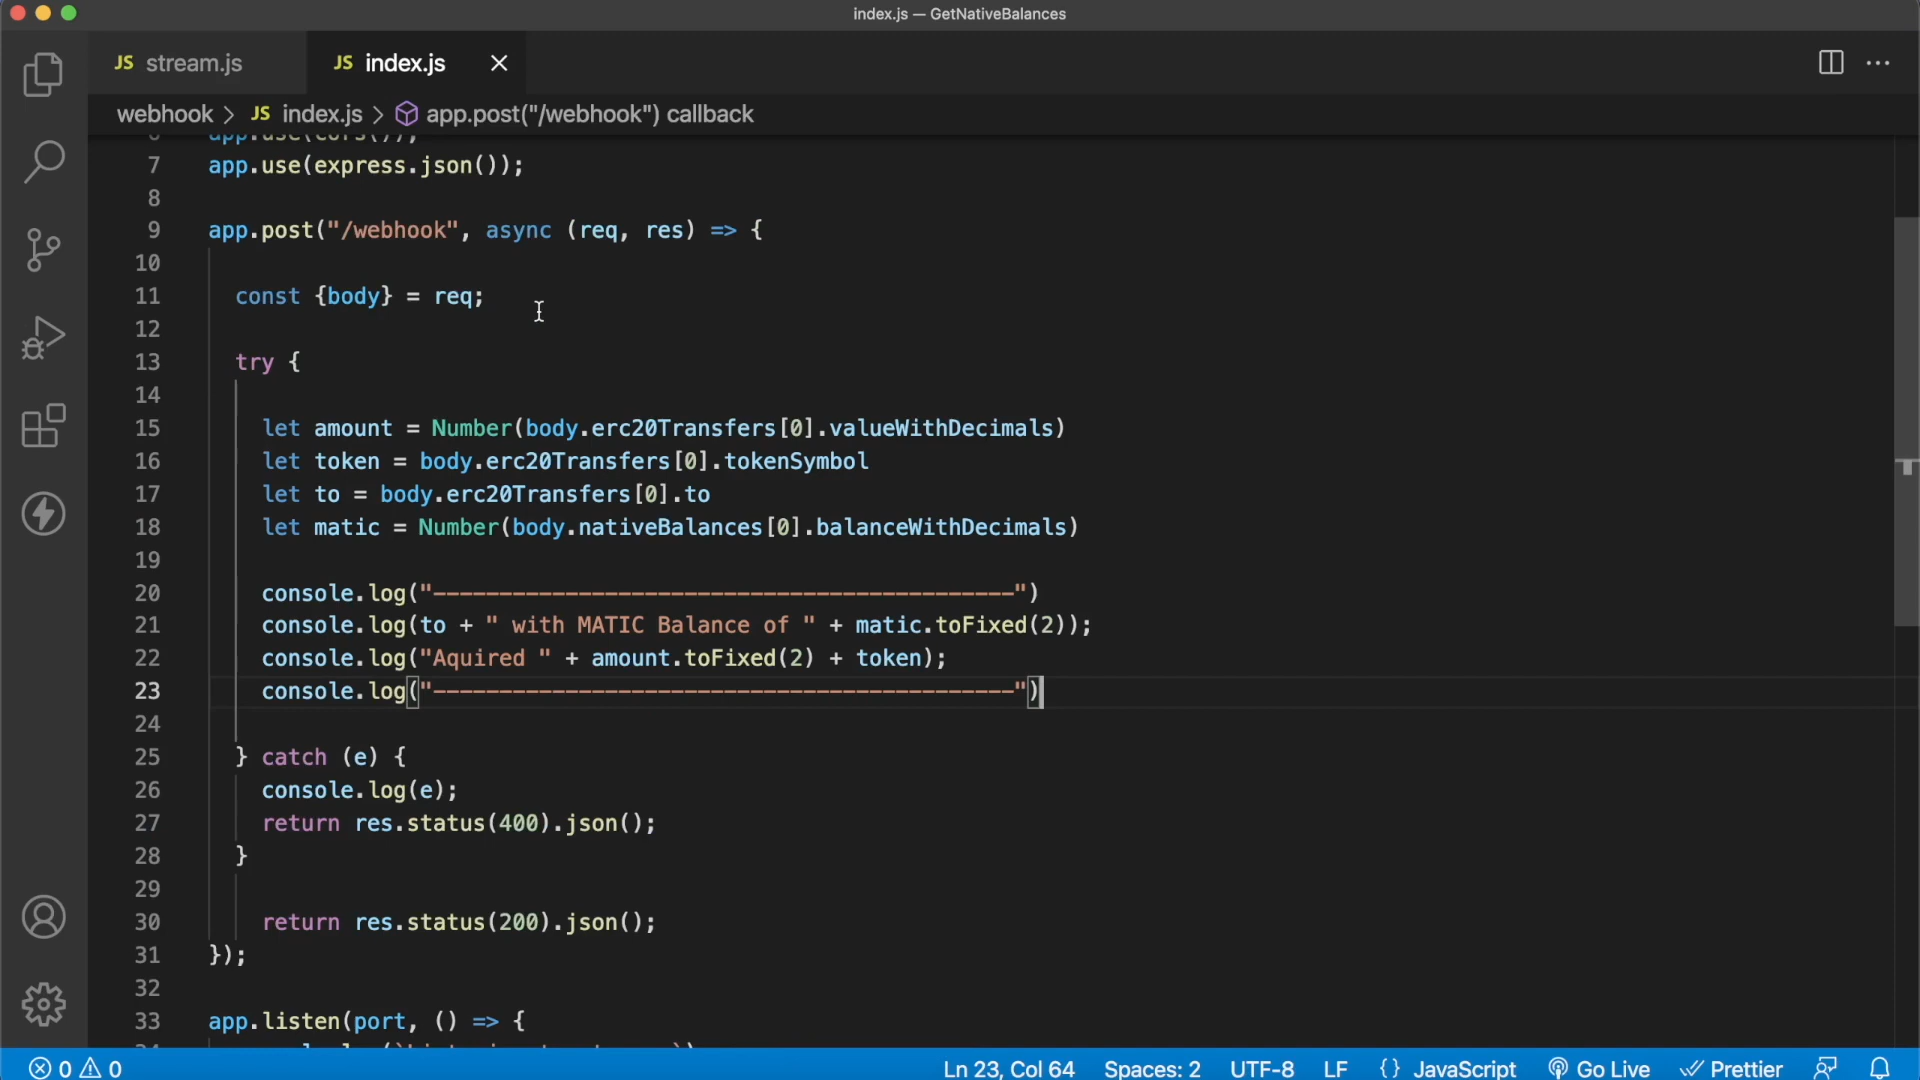 index.js — GetNativeBalances
JS stream.js
JS index.js
webhook > JS index.js > app.post("/webhook") callback
6 app.use(cors());
7 app.use(express.json());
8
9 app.post("/webhook", async (req, res) => {
10
11 const {body} = req;
12
13 try {
14
15 let amount = Number(body.erc20Transfers[0].valueWithDecimals)
16 let token = body.erc20Transfers[0].tokenSymbol
17 let to = body.erc20Transfers[0].to
18 let matic = Number(body.nativeBalances[0].balanceWithDecimals)
19
20 console.log("--------------------------------------------")
21 console.log(to + " with MATIC Balance of " + matic.toFixed(2));
22 console.log("Aquired " + amount.toFixed(2) + token);
23 console.log("--------------------------------------------")
24
25 } catch (e) {
26 console.log(e);
27 return res.status(400).json();
28 }
29
30 return res.status(200).json();
31 });
32
33 app.listen(port, () => {
0 0 Ln 23, Col 64 Spaces: 2 UTF-8 LF {} JavaScript Go Live Prettier